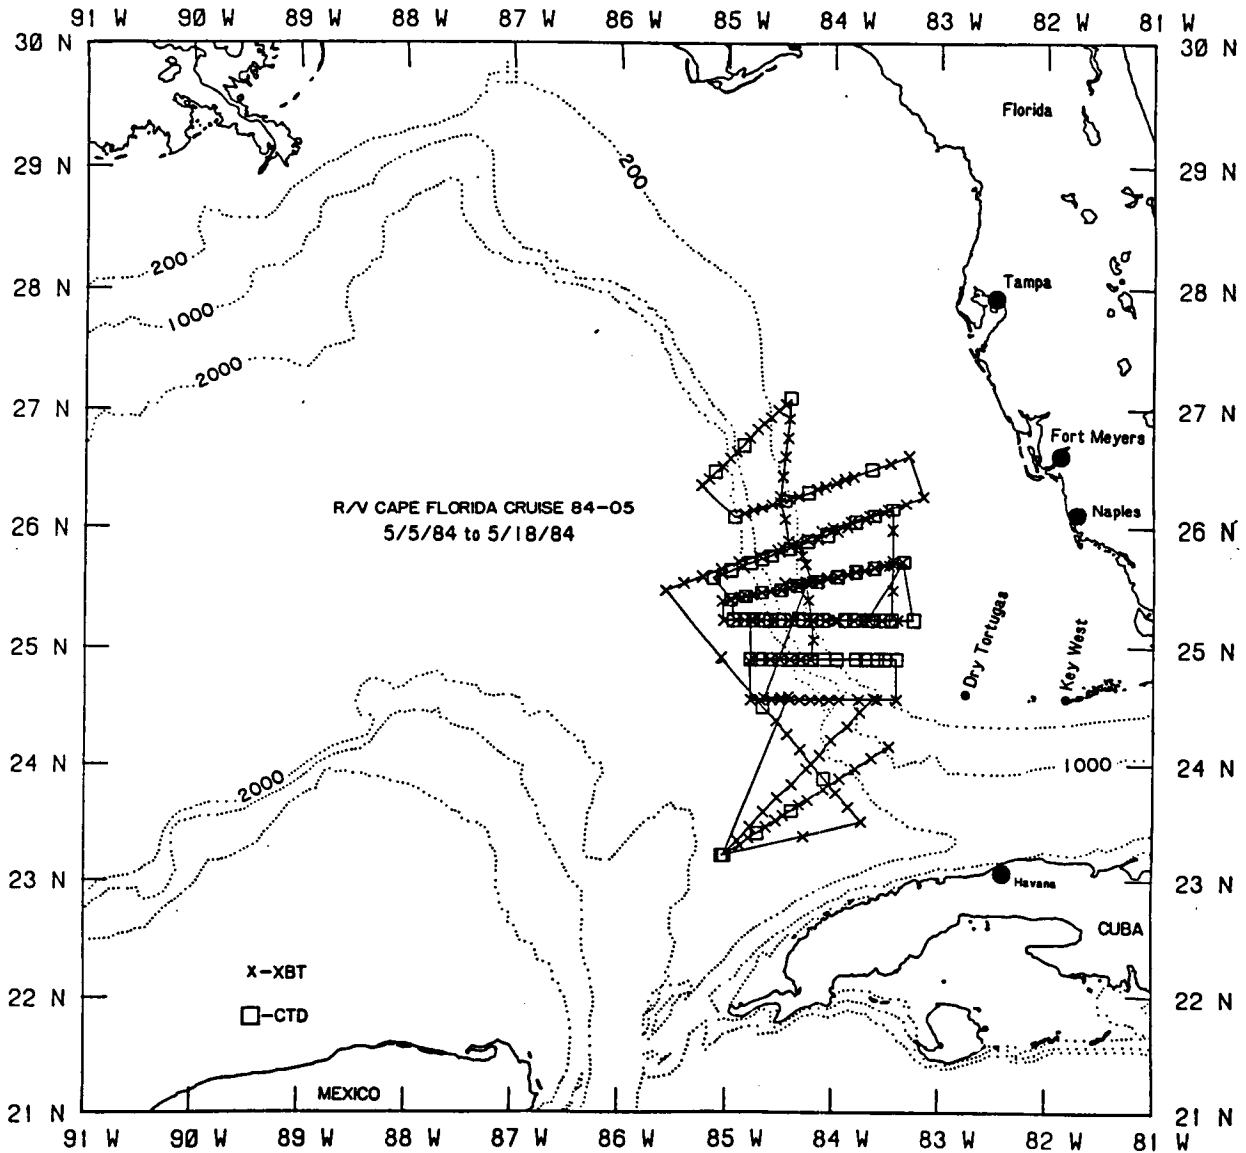 91 W 90 W 89 W 88 W 87 W 86 W 85 W 84 W 83 W 82 W 81 W
30 N 30 N
Florida
200
29 N 29 N
200
Tampa
28 N 28 N
1000
2000
27 N 27 N
Fort Meyers
R/V CAPE FLORIDA CRUISE 84-05
5/5/84 to 5/18/84
Naples
26 N 26 N
Dry Tortugas
Key West
25 N 25 N
2000
1000
24 N 24 N
23 N 23 N
Havana
CUBA
X-XBT
22 N 22 N
□-CTD
MEXICO
21 N 21 N
91 W 90 W 89 W 88 W 87 W 86 W 85 W 84 W 83 W 82 W 81 W